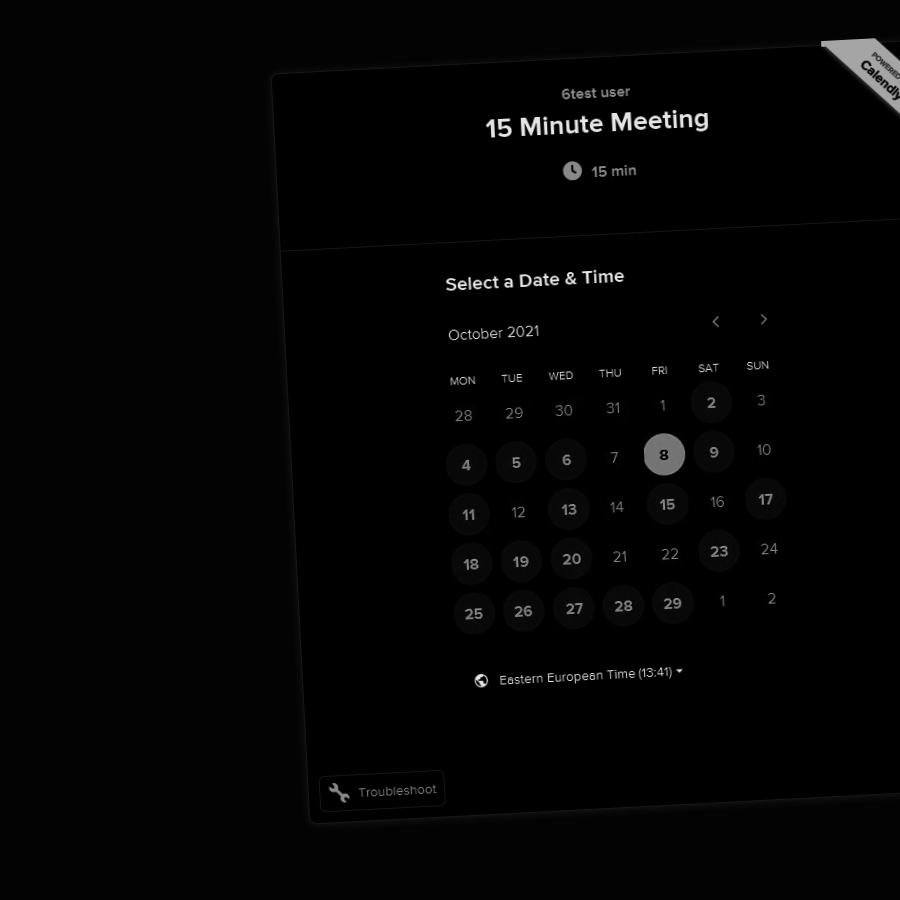 POWERED
Calendly
6test user
15 Minute Meeting
15 min
Select a Date & Time
October 2021
MON TUE WED THU FRI SAT SUN
28 29 30 31 1 2 3
4 5 6 7 8 9 10
11 12 13 14 15 16 17
18 19 20 21 22 23 24
25 26 27 28 29 1 2
Eastern European Time (13:41)
Troubleshoot